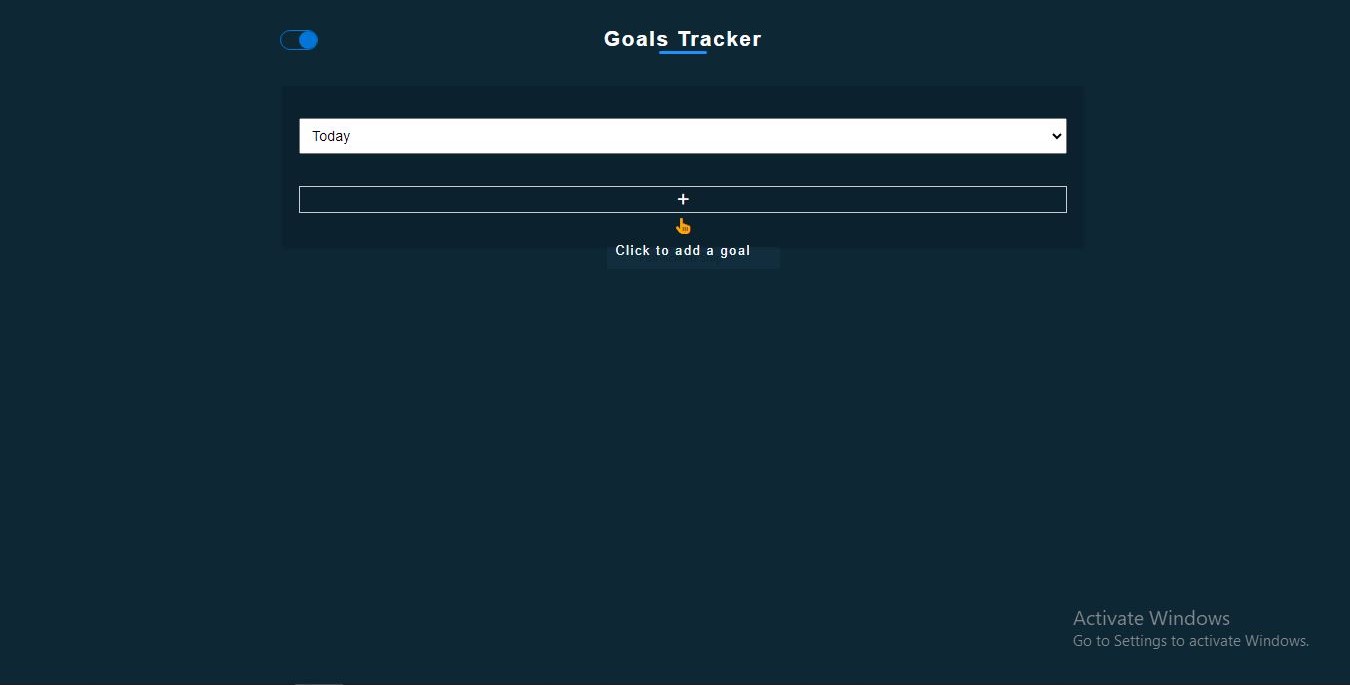 Goals Tracker
Today
+
Click to add a goal
Activate Windows
Go to Settings to activate Windows.